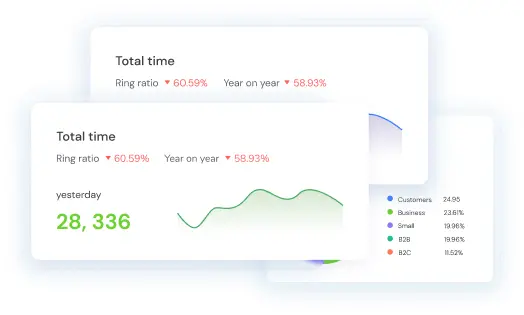 Total time
Ring ratio ▼ 60.59% Year on year ▼ 58.93%
Total time
Ring ratio ▼ 60.59% Year on year ▼ 58.93%
yesterday
28, 336
Customers 24.95
Business 23.61%
Small 19.96%
B2B 19.96%
B2C 11.52%